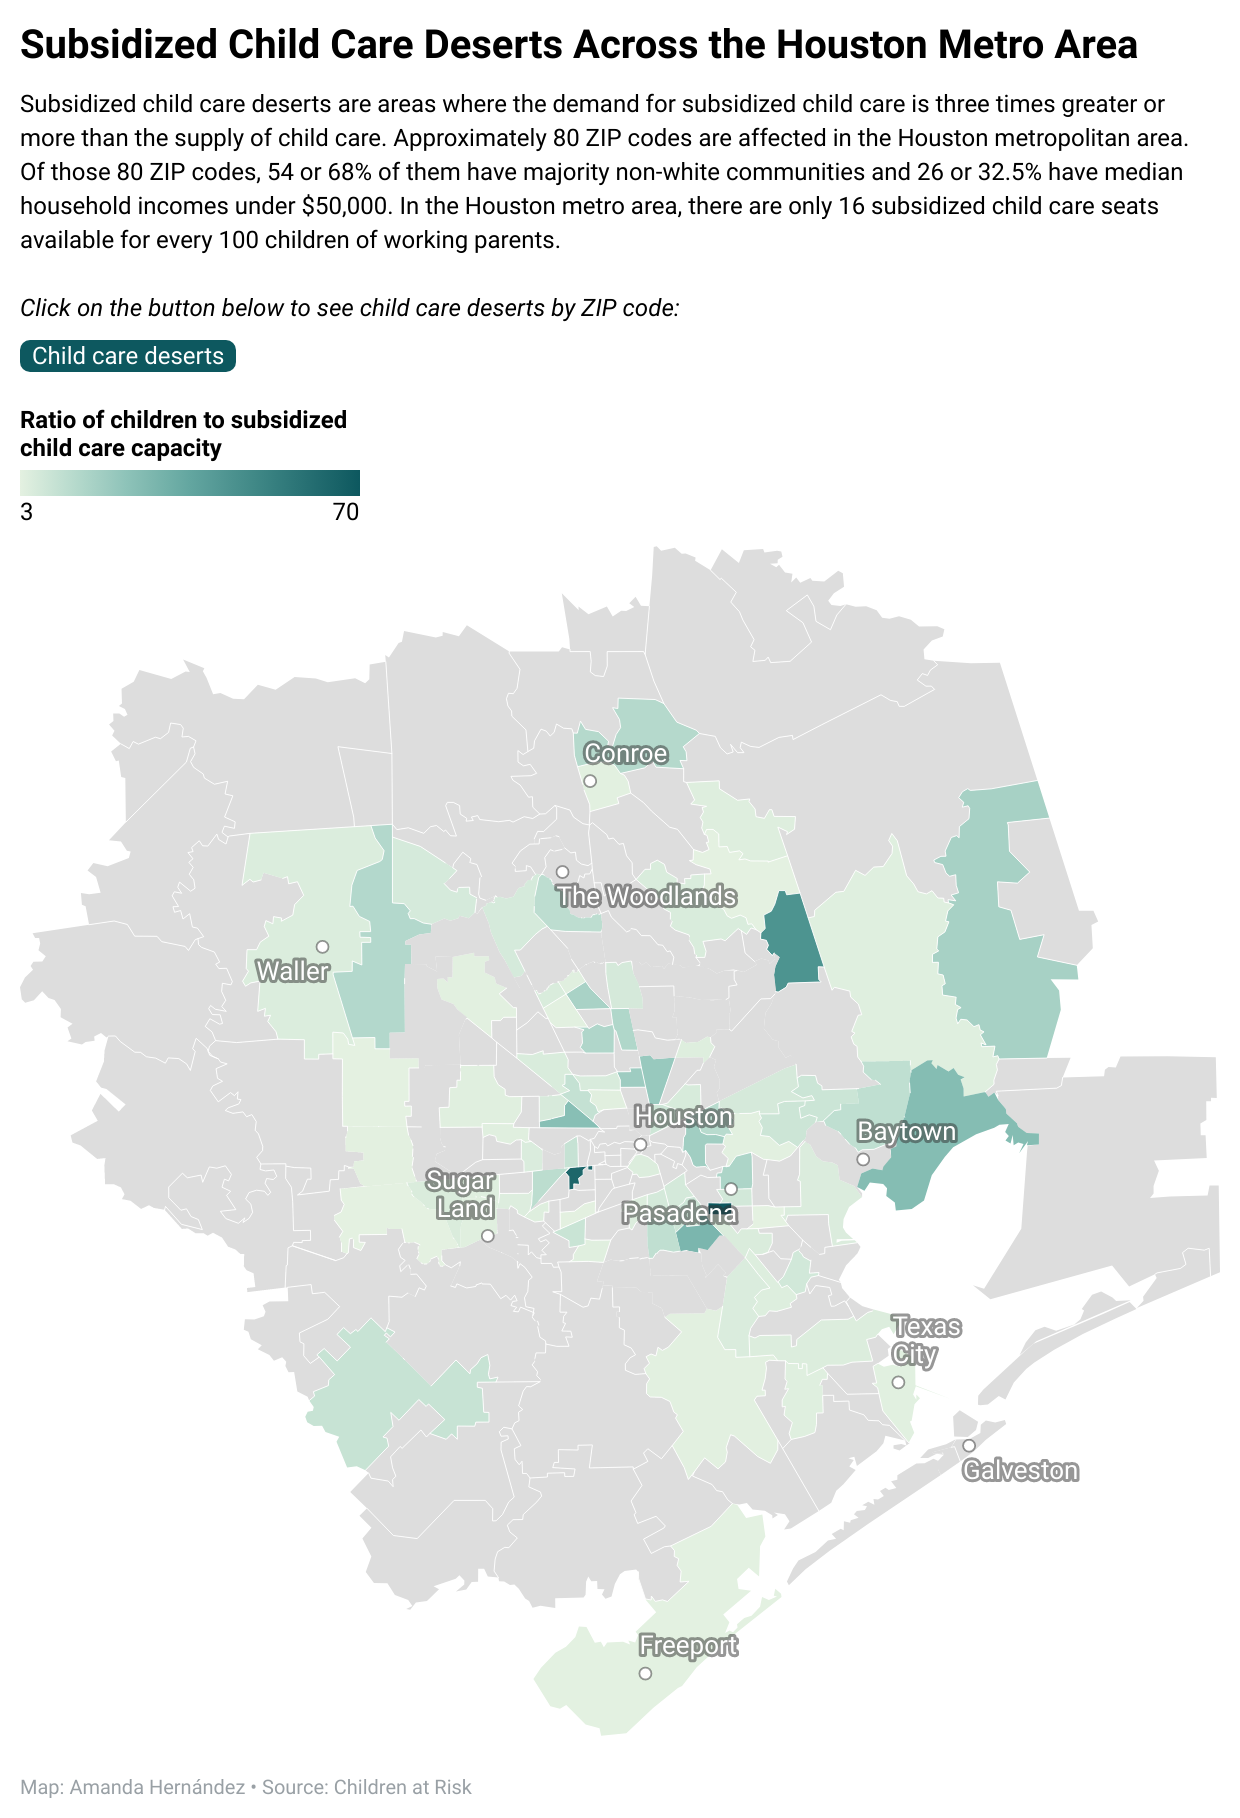 Subsidized Child Care Deserts Across the Houston Metro Area
Subsidized child care deserts are areas where the demand for subsidized child care is three times greater or
more than the supply of child care. Approximately 80 ZIP codes are affected in the Houston metropolitan area.
Of those 80 ZIP codes, 54 or 68% of them have majority non-white communities and 26 or 32.5% have median
household incomes under $50,000. In the Houston metro area, there are only 16 subsidized child care seats
available for every 100 children of working parents.
Click on the button below to see child care deserts by ZIP code:
Child care deserts
Ratio of children to subsidized
child care capacity
3 70
Conroe
The Woodlands
Waller
Houston
Baytown
Sugar
Land
Pasadena
Texas
City
Galveston
Freeport
Map: Amanda Hernández • Source: Children at Risk